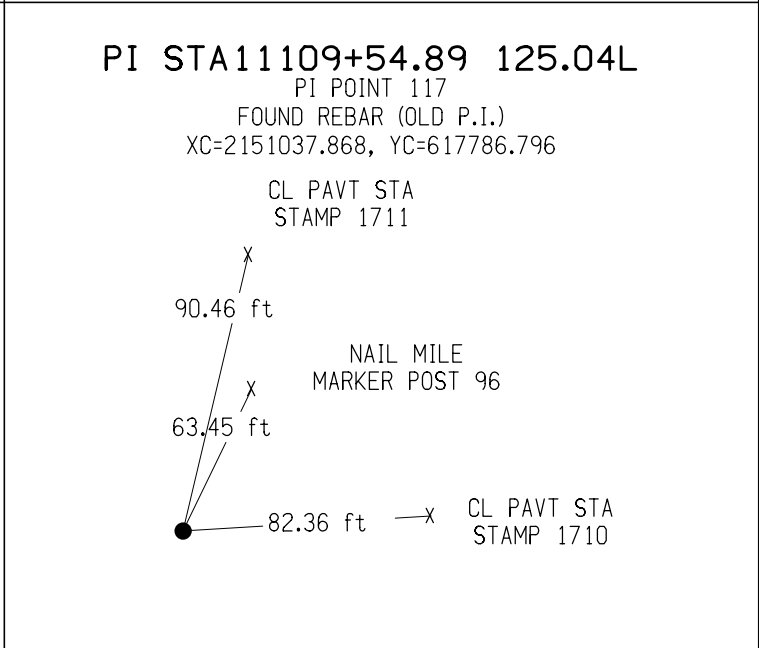 PI STA11109+54.89 125.04L
PI POINT 117
FOUND REBAR (OLD P.I.)
XC=2151037.868, YC=617786.796
CL PAVT STA
STAMP 1711
X
90.46 ft
NAIL MILE
MARKER POST 96
X
63.45 ft
CL PAVT STA
STAMP 1710
X
82.36 ft